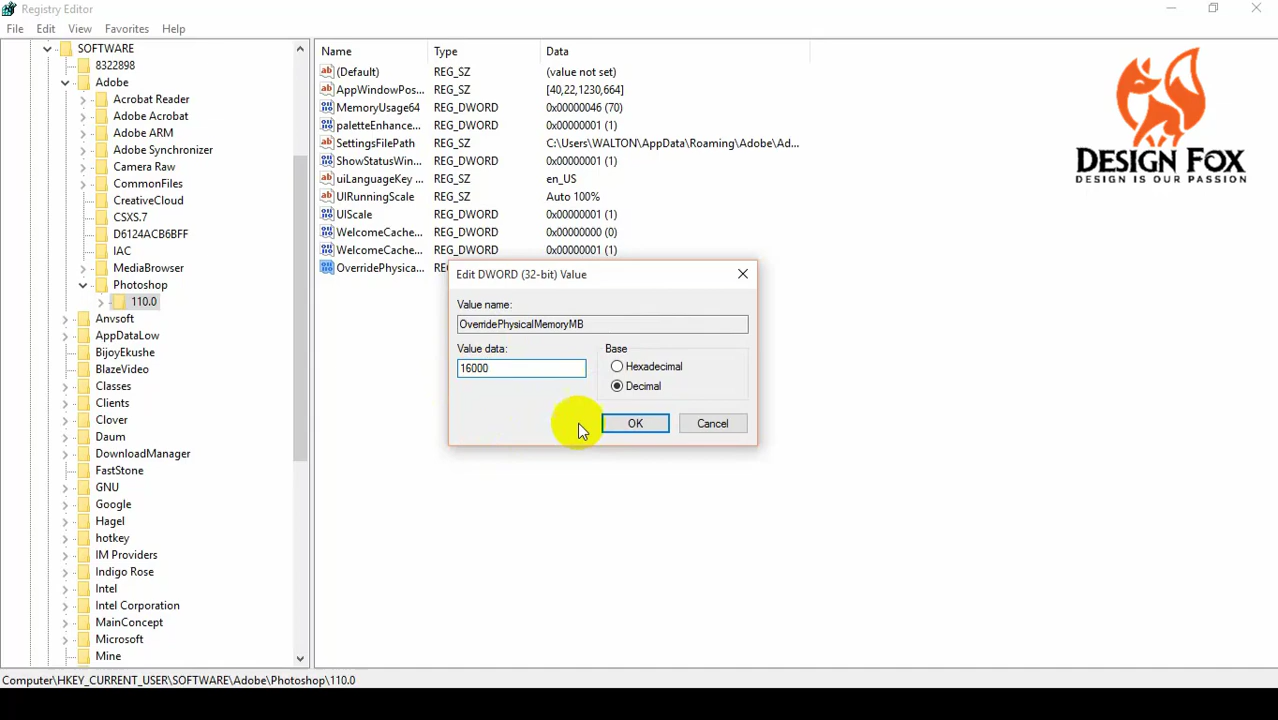 Registry Editor
File Edit View Favorites Help
SOFTWARE
8322898
Adobe
Acrobat Reader
Adobe Acrobat
Adobe ARM
Adobe Synchronizer
Camera Raw
CommonFiles
CreativeCloud
CSXS.7
D6124ACB6BFF
IAC
MediaBrowser
Photoshop
110.0
Anvsoft
AppDataLow
BijoyEkushe
BlazeVideo
Classes
Clients
Clover
Daum
DownloadManager
FastStone
GNU
Google
Hagel
hotkey
IM Providers
Indigo Rose
Intel
Intel Corporation
MainConcept
Microsoft
Mine
Name Type Data
(Default) REG_SZ (value not set)
AppWindowPos... REG_SZ [40,22,1230,664]
MemoryUsage64 REG_DWORD 0x00000046 (70)
paletteEnhance... REG_DWORD 0x00000001 (1)
SettingsFilePath REG_SZ C:\Users\WALTON\AppData\Roaming\Adobe\Ad...
ShowStatusWin... REG_DWORD 0x00000001 (1)
uiLanguageKey ... REG_SZ en_US
UIRunningScale REG_SZ Auto 100%
UIScale REG_DWORD 0x00000001 (1)
WelcomeCache... REG_DWORD 0x00000000 (0)
WelcomeCache... REG_DWORD 0x00000001 (1)
OverridePhysica... RE
Edit DWORD (32-bit) Value
Value name:
OverridePhysicalMemoryMB
Value data:
16000
Base
Hexadecimal
Decimal
OK Cancel
DESIGN FOX
DESIGN IS OUR PASSION
Computer\HKEY_CURRENT_USER\SOFTWARE\Adobe\Photoshop\110.0